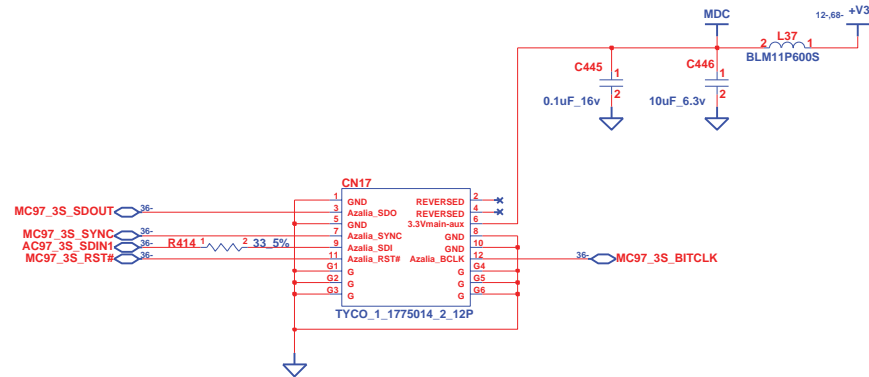 MDC
12-,68- +V3
L37
2 1
BLM11P600S
C445
1
2
0.1uF_16v
C446
1
2
10uF_6.3v
CN17
1 GND REVERSED 2
MC97_3S_SDOUT 36- 3 Azalia_SDO REVERSED 4
5 GND 3.3Vmain-aux 6
MC97_3S_SYNC 36- 7 Azalia_SYNC GND 8
AC97_3S_SDIN1 36- R414 1 2 33_5% 9 Azalia_SDI GND 10
MC97_3S_RST# 36- 11 Azalia_RST# Azalia_BCLK 12 36- MC97_3S_BITCLK
G1 G G G4
G2 G G G5
G3 G G G6
TYCO_1_1775014_2_12P